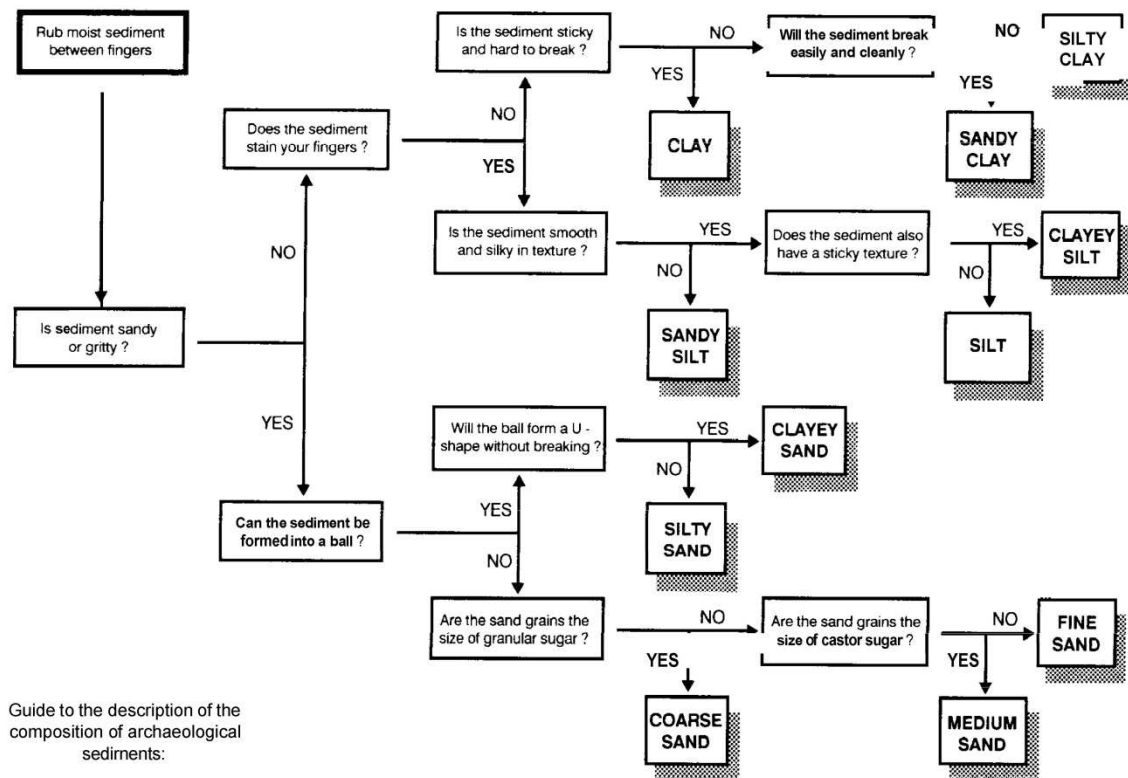 Rub moist sediment
between fingers
Is the sediment sticky
and hard to break ?
NO
YES
Will the sediment break
easily and cleanly ?
NO
YES
SILTY
CLAY
CLAY
SANDY
CLAY
Does the sediment
stain your fingers ?
NO
YES
Is the sediment smooth
and silky in texture ?
YES
NO
Does the sediment also
have a sticky texture ?
YES
NO
CLAYEY
SILT
SANDY
SILT
SILT
NO
Is sediment sandy
or gritty ?
YES
Will the ball form a U -
shape without breaking ?
YES
NO
CLAYEY
SAND
SILTY
SAND
Can the sediment be
formed into a ball ?
YES
NO
Are the sand grains the
size of granular sugar ?
NO
YES
Are the sand grains the
size of castor sugar ?
NO
YES
FINE
SAND
COARSE
SAND
MEDIUM
SAND
Guide to the description of the
composition of archaeological
sedirnents: